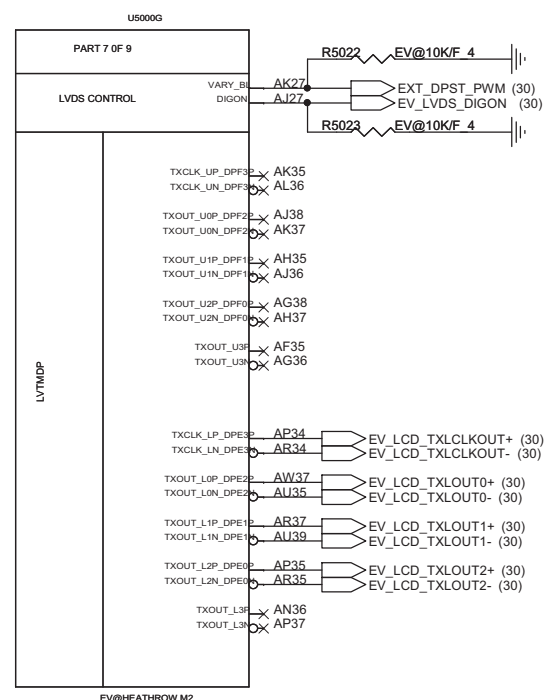 U5000G
PART 7 0F 9
R5022 EV@10K/F_4
VARY_BL AK27 EXT_DPST_PWM (30)
LVDS CONTROL DIGON AJ27 EV_LVDS_DIGON (30)
R5023 EV@10K/F_4
TXCLK_UP_DPF3P AK35
TXCLK_UN_DPF3N AL36
TXOUT_U0P_DPF2P AJ38
TXOUT_U0N_DPF2N AK37
TXOUT_U1P_DPF1P AH35
TXOUT_U1N_DPF1N AJ36
TXOUT_U2P_DPF0P AG38
TXOUT_U2N_DPF0N AH37
TXOUT_U3P AF35
TXOUT_U3N AG36
LVTMDP
TXCLK_LP_DPE3P AP34 EV_LCD_TXLCLKOUT+ (30)
TXCLK_LN_DPE3N AR34 EV_LCD_TXLCLKOUT- (30)
TXOUT_L0P_DPE2P AW37 EV_LCD_TXLOUT0+ (30)
TXOUT_L0N_DPE2N AU35 EV_LCD_TXLOUT0- (30)
TXOUT_L1P_DPE1P AR37 EV_LCD_TXLOUT1+ (30)
TXOUT_L1N_DPE1N AU39 EV_LCD_TXLOUT1- (30)
TXOUT_L2P_DPE0P AP35 EV_LCD_TXLOUT2+ (30)
TXOUT_L2N_DPE0N AR35 EV_LCD_TXLOUT2- (30)
TXOUT_L3P AN36
TXOUT_L3N AP37
EV@HEATHROW M2